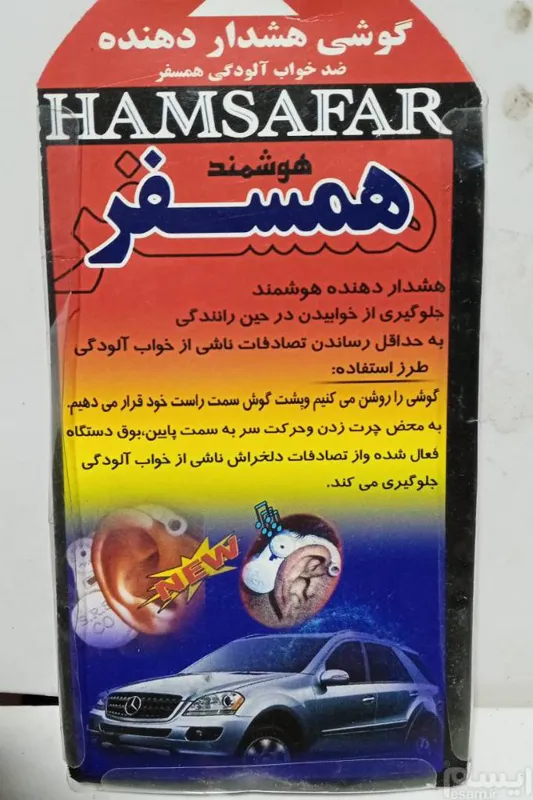 گوشی هشدار دهنده
ضد خواب آلودگی همسفر
HAMSAFAR
هوشمند
همسفر
هشدار دهنده هوشمند
جلوگیری از خوابیدن در حین رانندگی
به حداقل رساندن تصادفات ناشی از خواب آلودگی
طرز استفاده:
گوشی را روشن می کنیم وپشت گوش سمت راست خود قرار می دهیم.
به محض چرت زدن وحرکت سر به سمت پایین،بوق دستگاه
فعال شده واز تصادفات دلخراش ناشی از خواب آلودگی
جلوگیری می کند.
NEW
ایسام
esam.ir